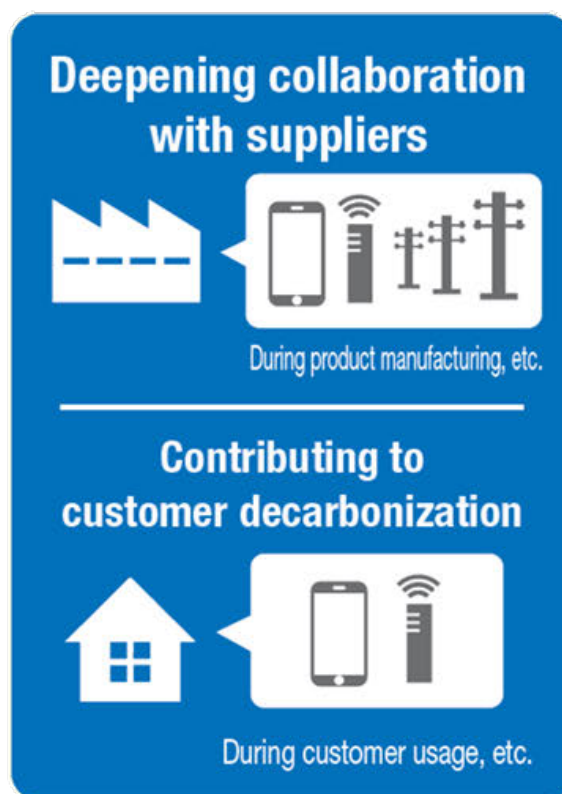 Deepening collaboration
with suppliers
During product manufacturing, etc.
Contributing to
customer decarbonization
During customer usage, etc.